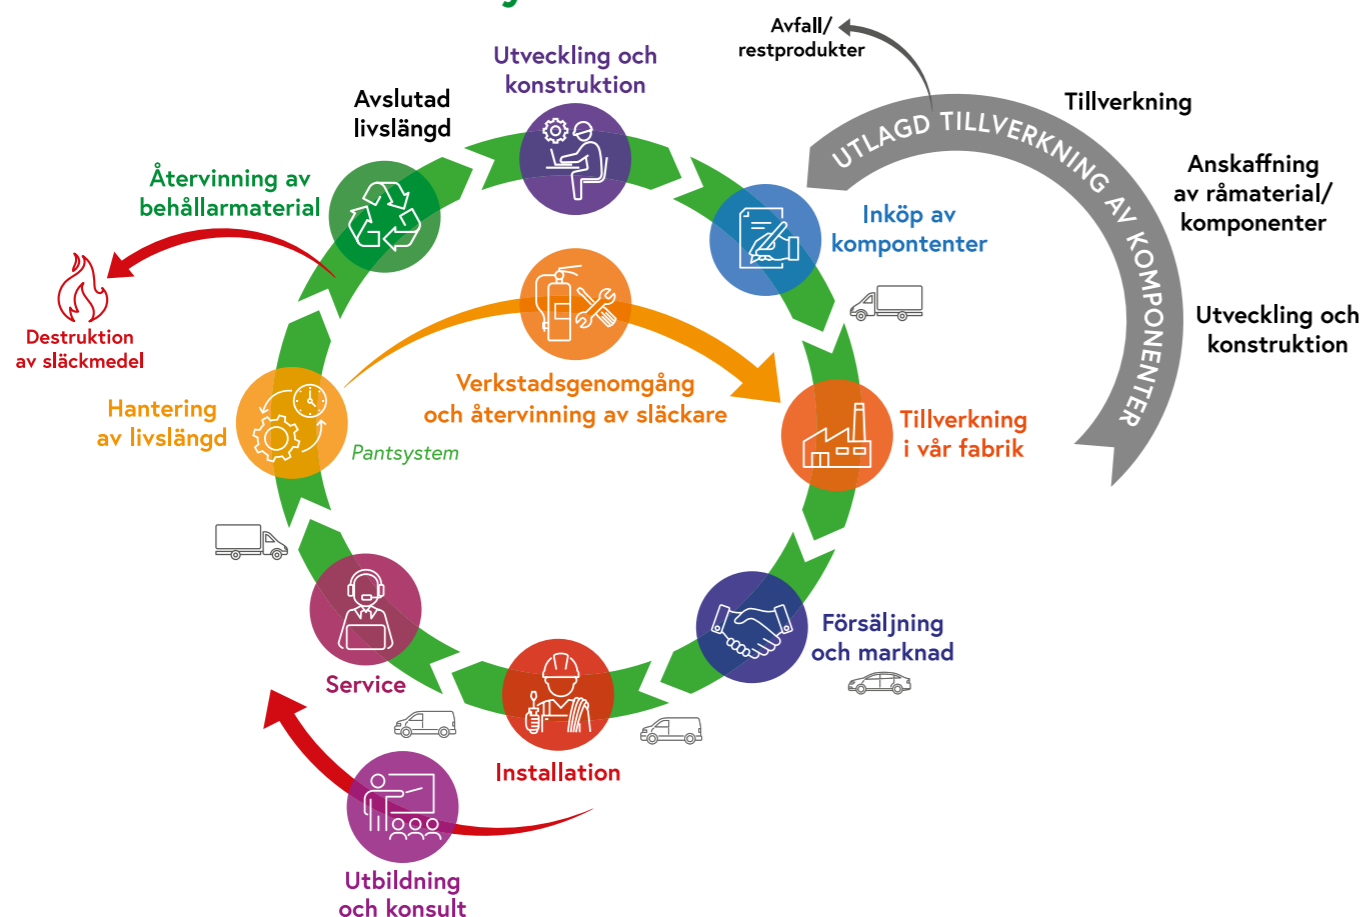 Avfall/
restprodukter
Utveckling och
konstruktion
Avslutad
livslängd
Tillverkning
UTLAGD TILLVERKNING AV KOMPONENTER
Anskaffning
av råmaterial/
komponenter
Återvinning av
behållarmaterial
Inköp av
kompontenter
Utveckling och
konstruktion
Destruktion
av släckmedel
Verkstadsgenomgång
och återvinning av släckare
Hantering
av livslängd
Pantsystem
Tillverkning
i vår fabrik
Försäljning
och marknad
Service
Installation
Utbildning
och konsult